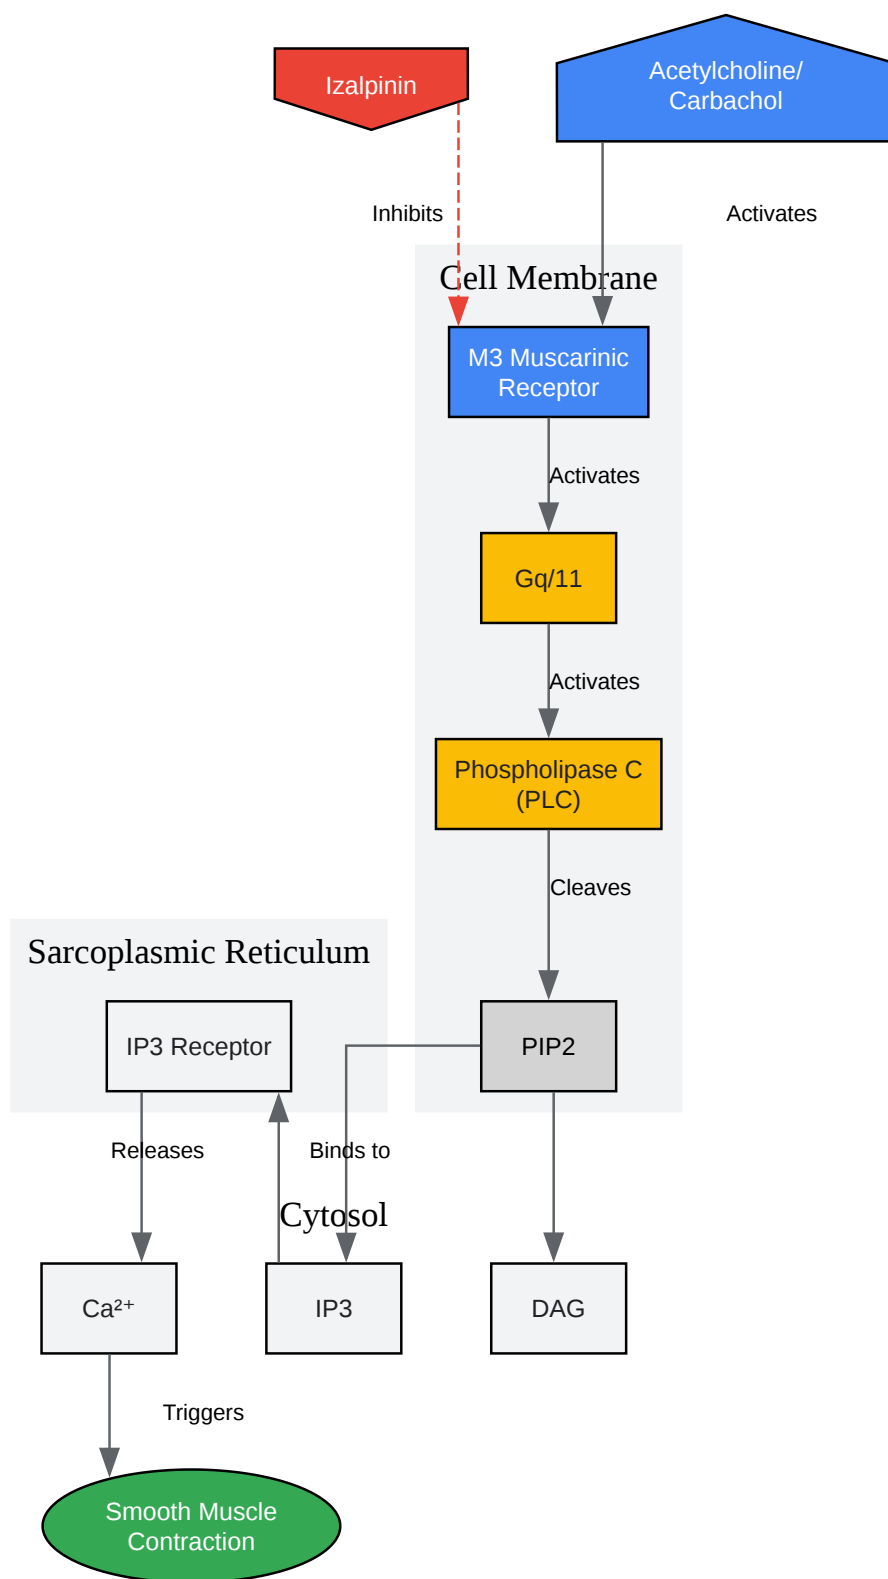 Izalpinin
Acetylcholine/
Carbachol
Inhibits
Activates
Cell Membrane
M3 Muscarinic
Receptor
Activates
Gq/11
Activates
Phospholipase C
(PLC)
Cleaves
Sarcoplasmic Reticulum
IP3 Receptor
PIP2
Releases
Binds to
Cytosol
Ca²⁺
IP3
DAG
Triggers
Smooth Muscle
Contraction